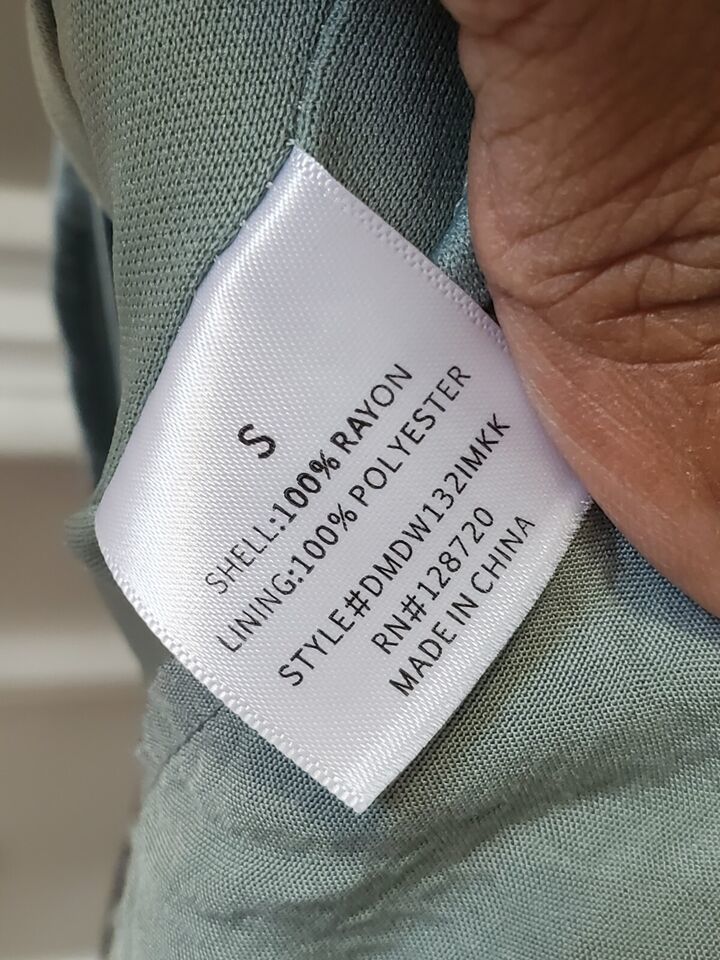 S
SHELL:100% RAYON
LINING:100% POLYESTER
STYLE#DMDW132IMKK
RN#128720
MADE IN CHINA